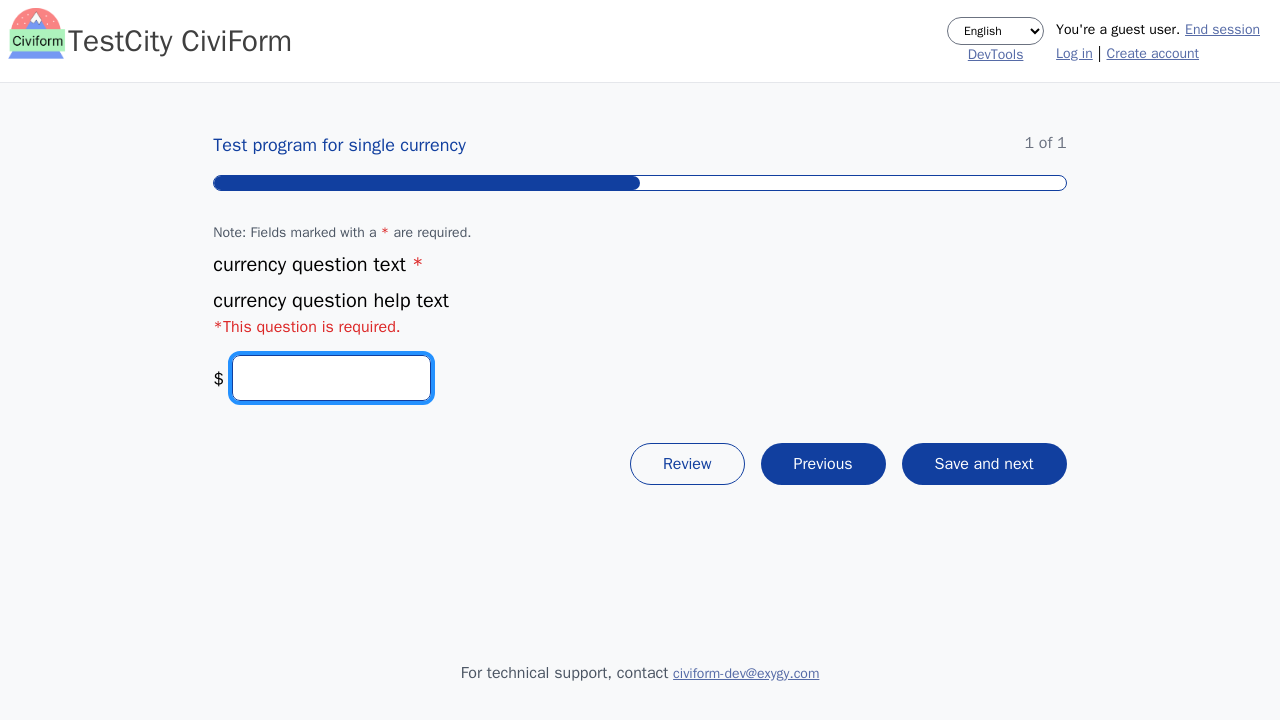 Civiform
TestCity CiviForm
English
DevTools
You're a guest user. End session
Log in | Create account
Test program for single currency
1 of 1
Note: Fields marked with a * are required.
currency question text *
currency question help text
*This question is required.
$
Review
Previous
Save and next
For technical support, contact civiform-dev@exygy.com